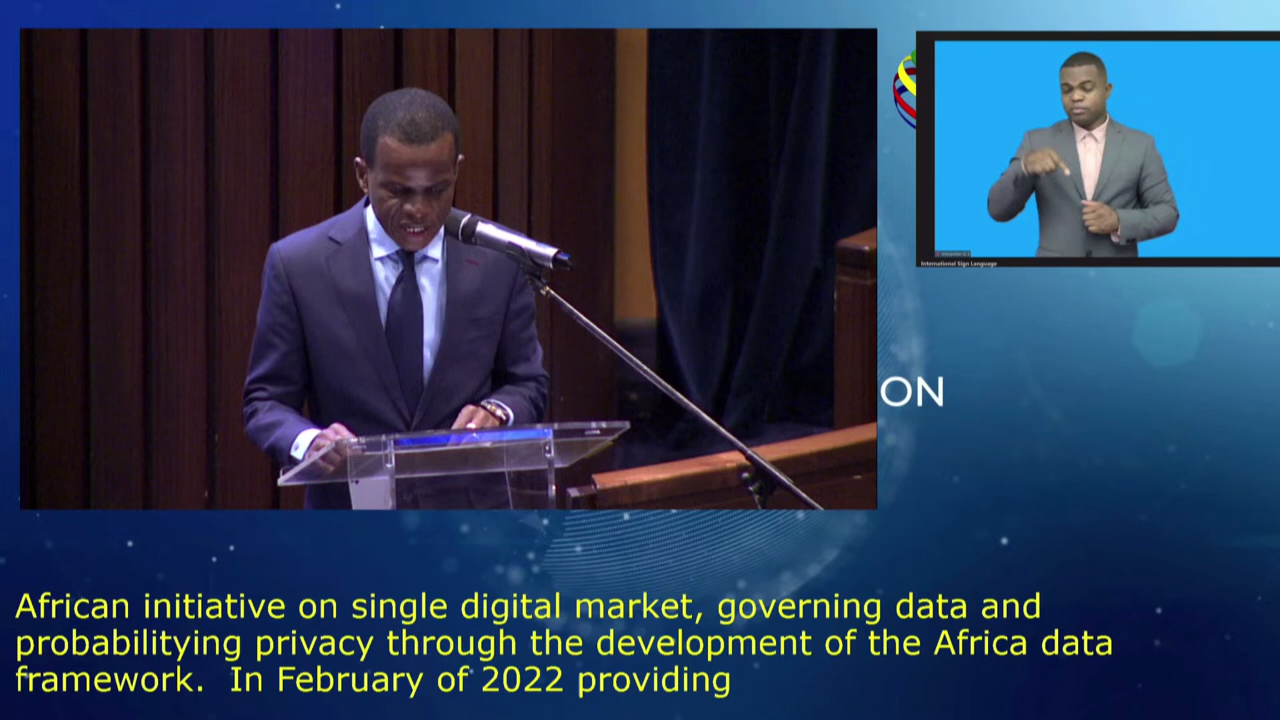 International Sign Language
ON
African initiative on single digital market, governing data and
probabilitying privacy through the development of the Africa data
framework.  In February of 2022 providing